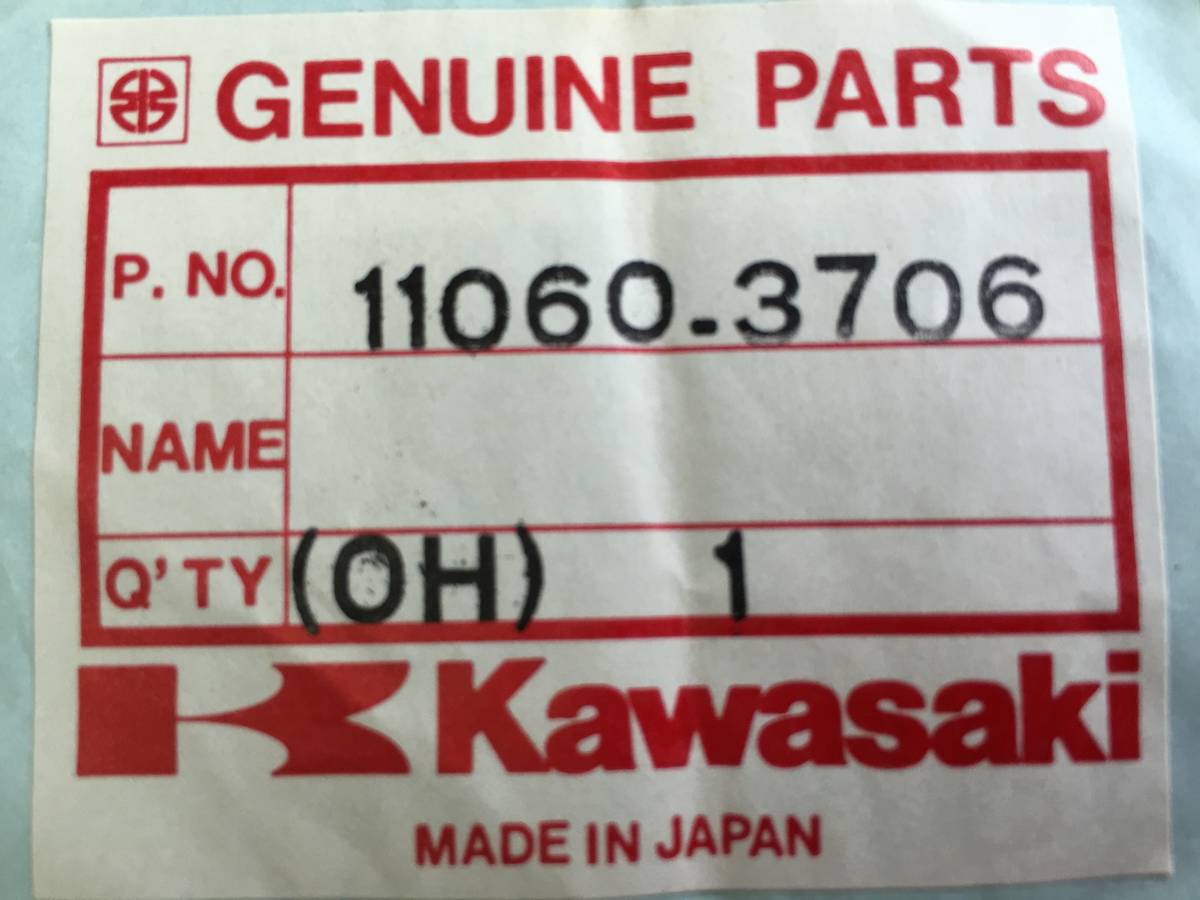 GENUINE PARTS
P. NO. 11060-3706
NAME
Q'TY (OH) 1
Kawasaki
MADE IN JAPAN